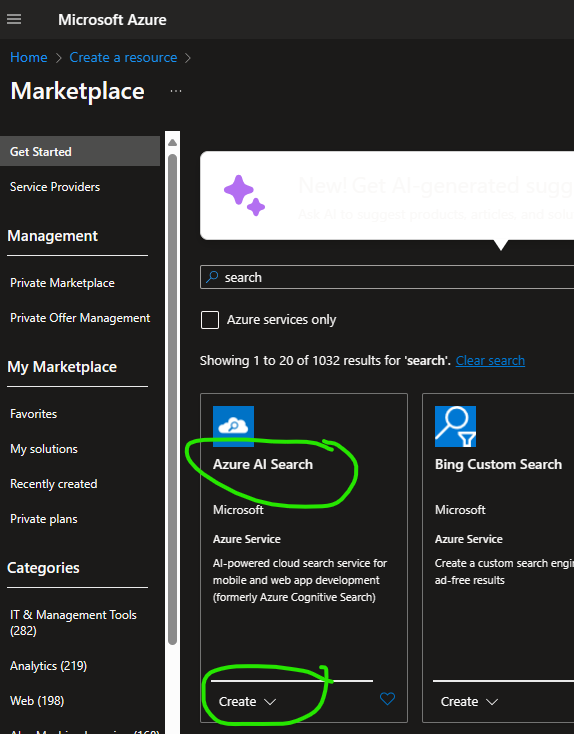 Microsoft Azure
Home > Create a resource >
Marketplace ...
Get Started
Service Providers
Management
Private Marketplace
Private Offer Management
My Marketplace
Favorites
My solutions
Recently created
Private plans
Categories
IT & Management Tools
(282)
Analytics (219)
Web (198)
New! Get AI-generated sugg
Ask AI to suggest products, articles, and solu
search
Azure services only
Showing 1 to 20 of 1032 results for 'search'. Clear search
Azure AI Search
Microsoft
Azure Service
AI-powered cloud search service for
mobile and web app development
(formerly Azure Cognitive Search)
Create
Bing Custom Search
Microsoft
Azure Service
Create a custom search engin
ad-free results
Create